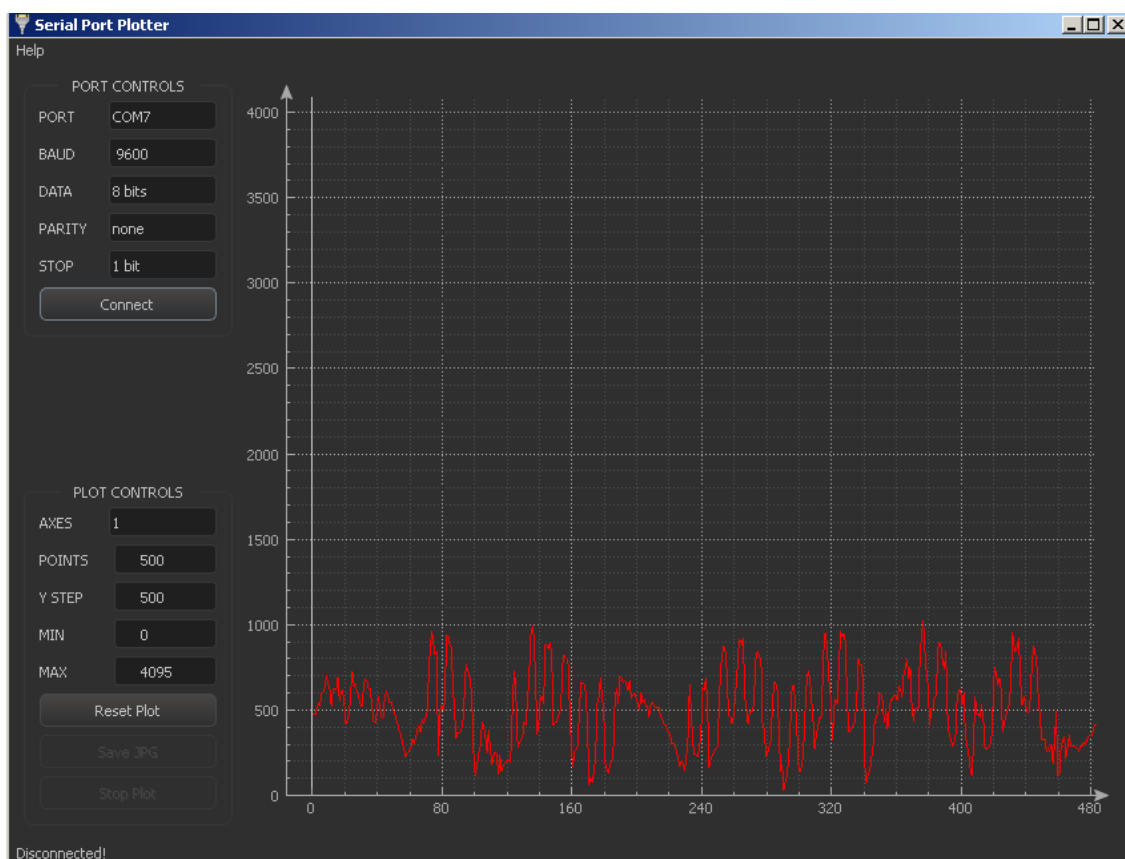 Serial Port Plotter
Help
PORT CONTROLS
PORT COM7
BAUD 9600
DATA 8 bits
PARITY none
STOP 1 bit
Connect
PLOT CONTROLS
AXES 1
POINTS 500
Y STEP 500
MIN 0
MAX 4095
Reset Plot
Save JPG
Stop Plot
Disconnected!
4000
3500
3000
2500
2000
1500
1000
500
0
0 80 160 240 320 400 480